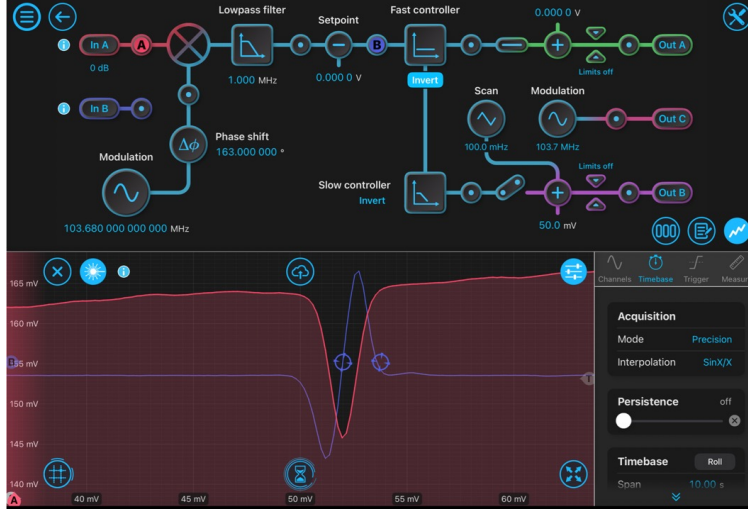 Lowpass filter
Setpoint
Fast controller
0.000 0 V
In A
A
B
Out A
0 dB
1.000 MHz
0.000 0 V
Invert
Limits off
In B
Scan
Modulation
Out C
Δϕ
Phase shift
163.000 000 °
100.0 mHz
103.7 MHz
Modulation
Slow controller
Invert
Limits off
Out B
103.680 000 000 000 MHz
50.0 mV
165 mV
160 mV
155 mV
150 mV
145 mV
140 mV
A
40 mV
45 mV
50 mV
55 mV
60 mV
T
Channels
Timebase
Trigger
Measur
Acquisition
Mode
Precision
Interpolation
SinX/X
Persistence
off
Timebase
Roll
Span
10.00 s